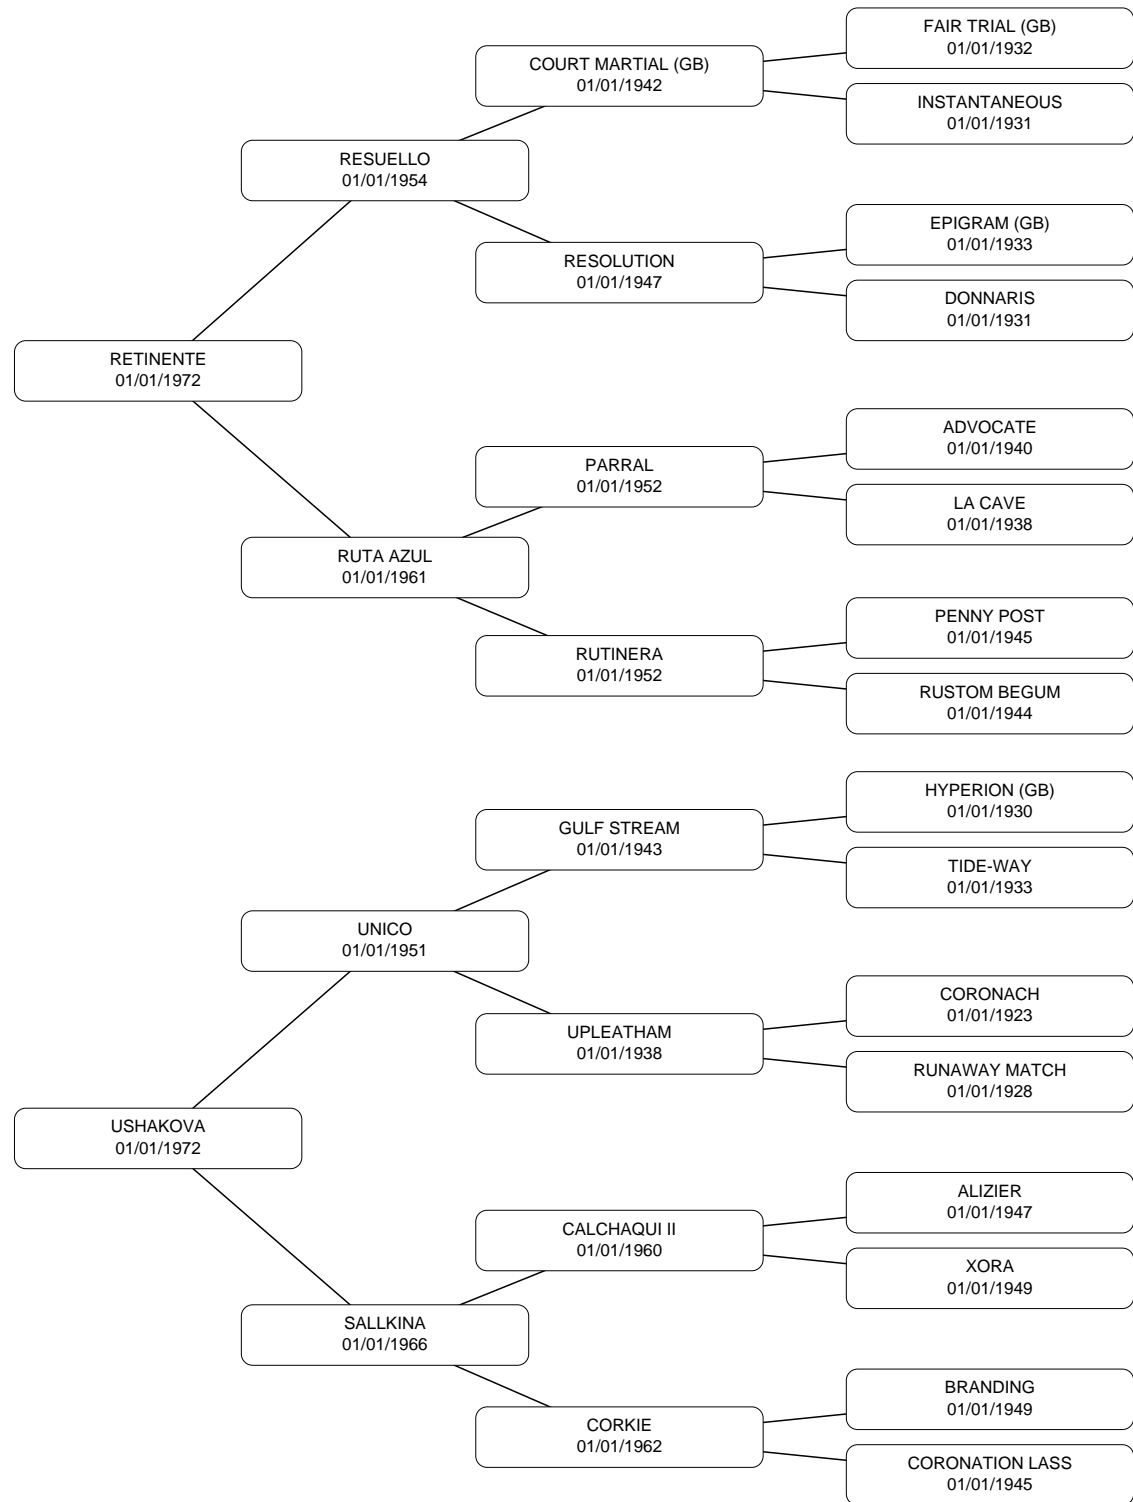 FAIR TRIAL (GB)
01/01/1932
COURT MARTIAL (GB)
01/01/1942
INSTANTANEOUS
01/01/1931
RESUELLO
01/01/1954
EPIGRAM (GB)
01/01/1933
RESOLUTION
01/01/1947
DONNARIS
01/01/1931
RETINENTE
01/01/1972
ADVOCATE
01/01/1940
PARRAL
01/01/1952
LA CAVE
01/01/1938
RUTA AZUL
01/01/1961
PENNY POST
01/01/1945
RUTINERA
01/01/1952
RUSTOM BEGUM
01/01/1944
HYPERION (GB)
01/01/1930
GULF STREAM
01/01/1943
TIDE-WAY
01/01/1933
UNICO
01/01/1951
CORONACH
01/01/1923
UPLEATHAM
01/01/1938
RUNAWAY MATCH
01/01/1928
USHAKOVA
01/01/1972
ALIZIER
01/01/1947
CALCHAQUI II
01/01/1960
XORA
01/01/1949
SALLKINA
01/01/1966
BRANDING
01/01/1949
CORKIE
01/01/1962
CORONATION LASS
01/01/1945